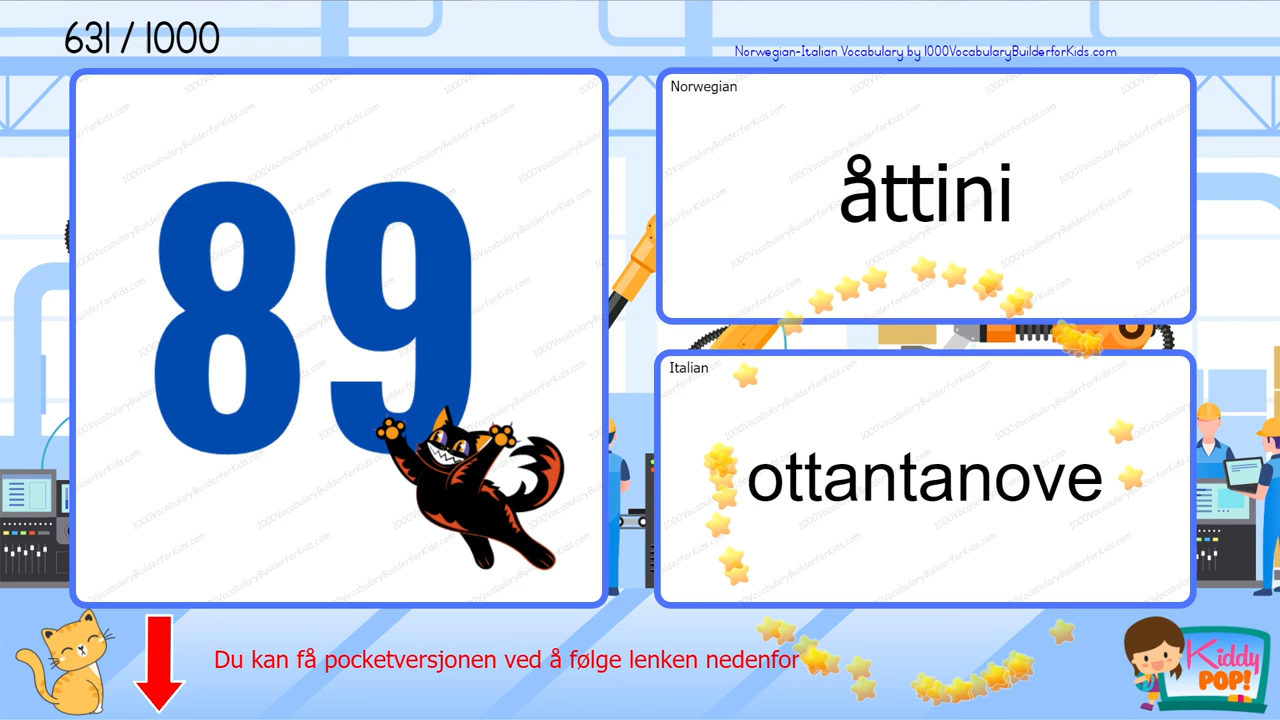 631 / 1000
Norwegian-Italian Vocabulary by 1000VocabularyBuilderforKids.com
89
Norwegian
åttini
Italian
ottantanove
Du kan få pocketversjonen ved å følge lenken nedenfor
Kiddy
POP!